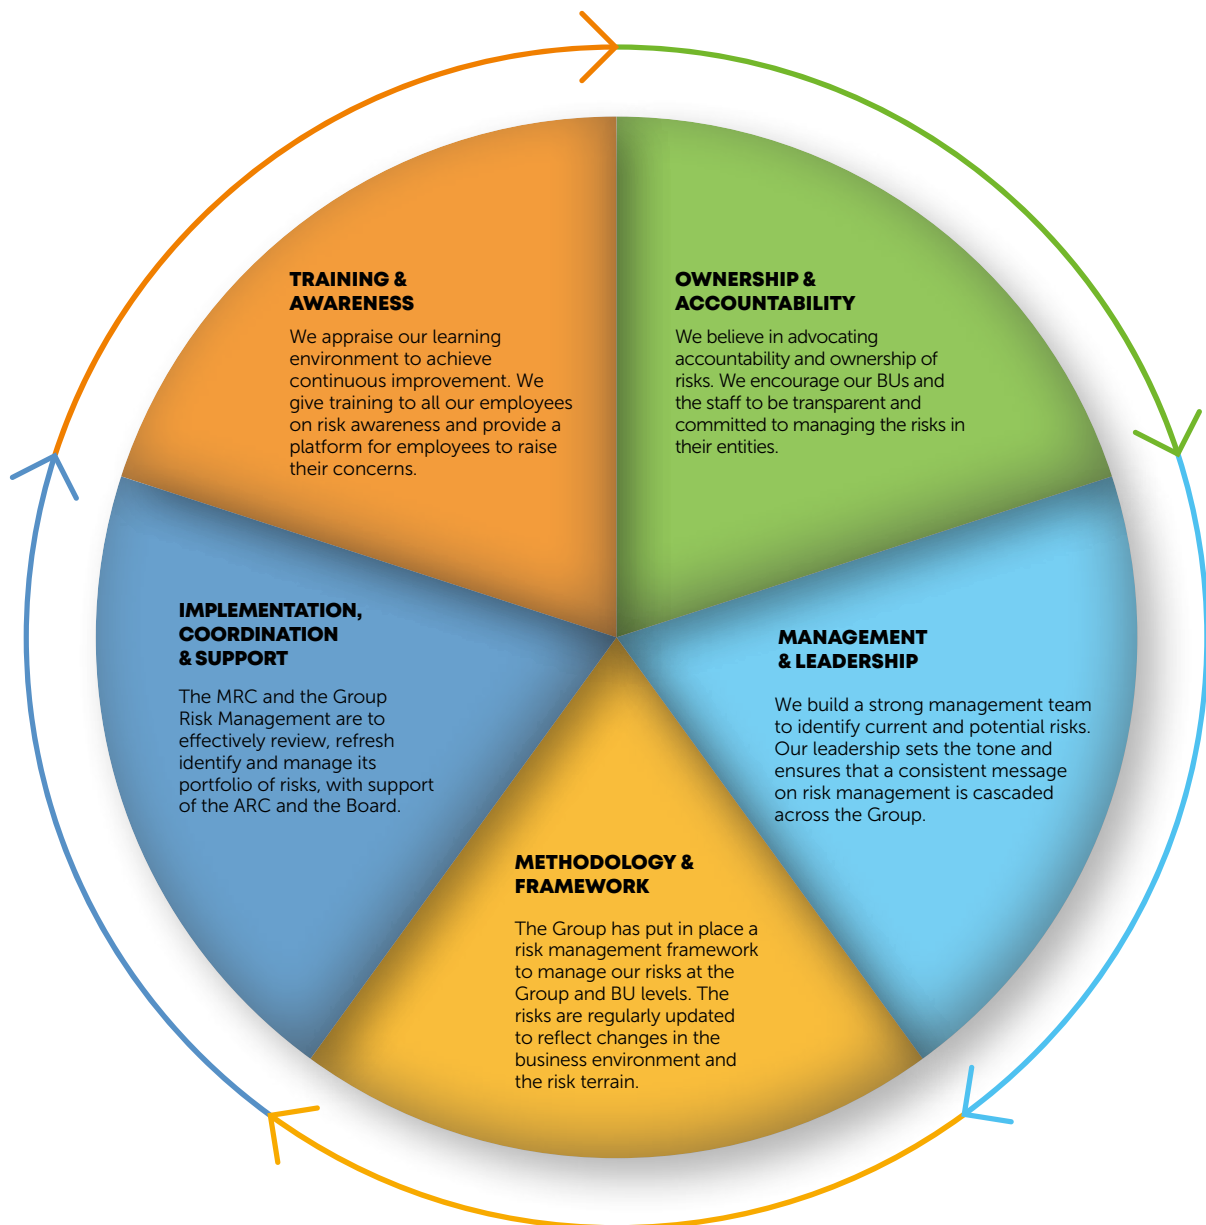 TRAINING &
AWARENESS
We appraise our learning
environment to achieve
continuous improvement. We
give training to all our employees
on risk awareness and provide a
platform for employees to raise
their concerns.
OWNERSHIP &
ACCOUNTABILITY
We believe in advocating
accountability and ownership of
risks. We encourage our BUs and
the staff to be transparent and
committed to managing the risks in
their entities.
IMPLEMENTATION,
COORDINATION
& SUPPORT
The MRC and the Group
Risk Management are to
effectively review, refresh
identify and manage its
portfolio of risks, with support
of the ARC and the Board.
MANAGEMENT
& LEADERSHIP
We build a strong management team
to identify current and potential risks.
Our leadership sets the tone and
ensures that a consistent message
on risk management is cascaded
across the Group.
METHODOLOGY &
FRAMEWORK
The Group has put in place a
risk management framework
to manage our risks at the
Group and BU levels. The
risks are regularly updated
to reflect changes in the
business environment and
the risk terrain.